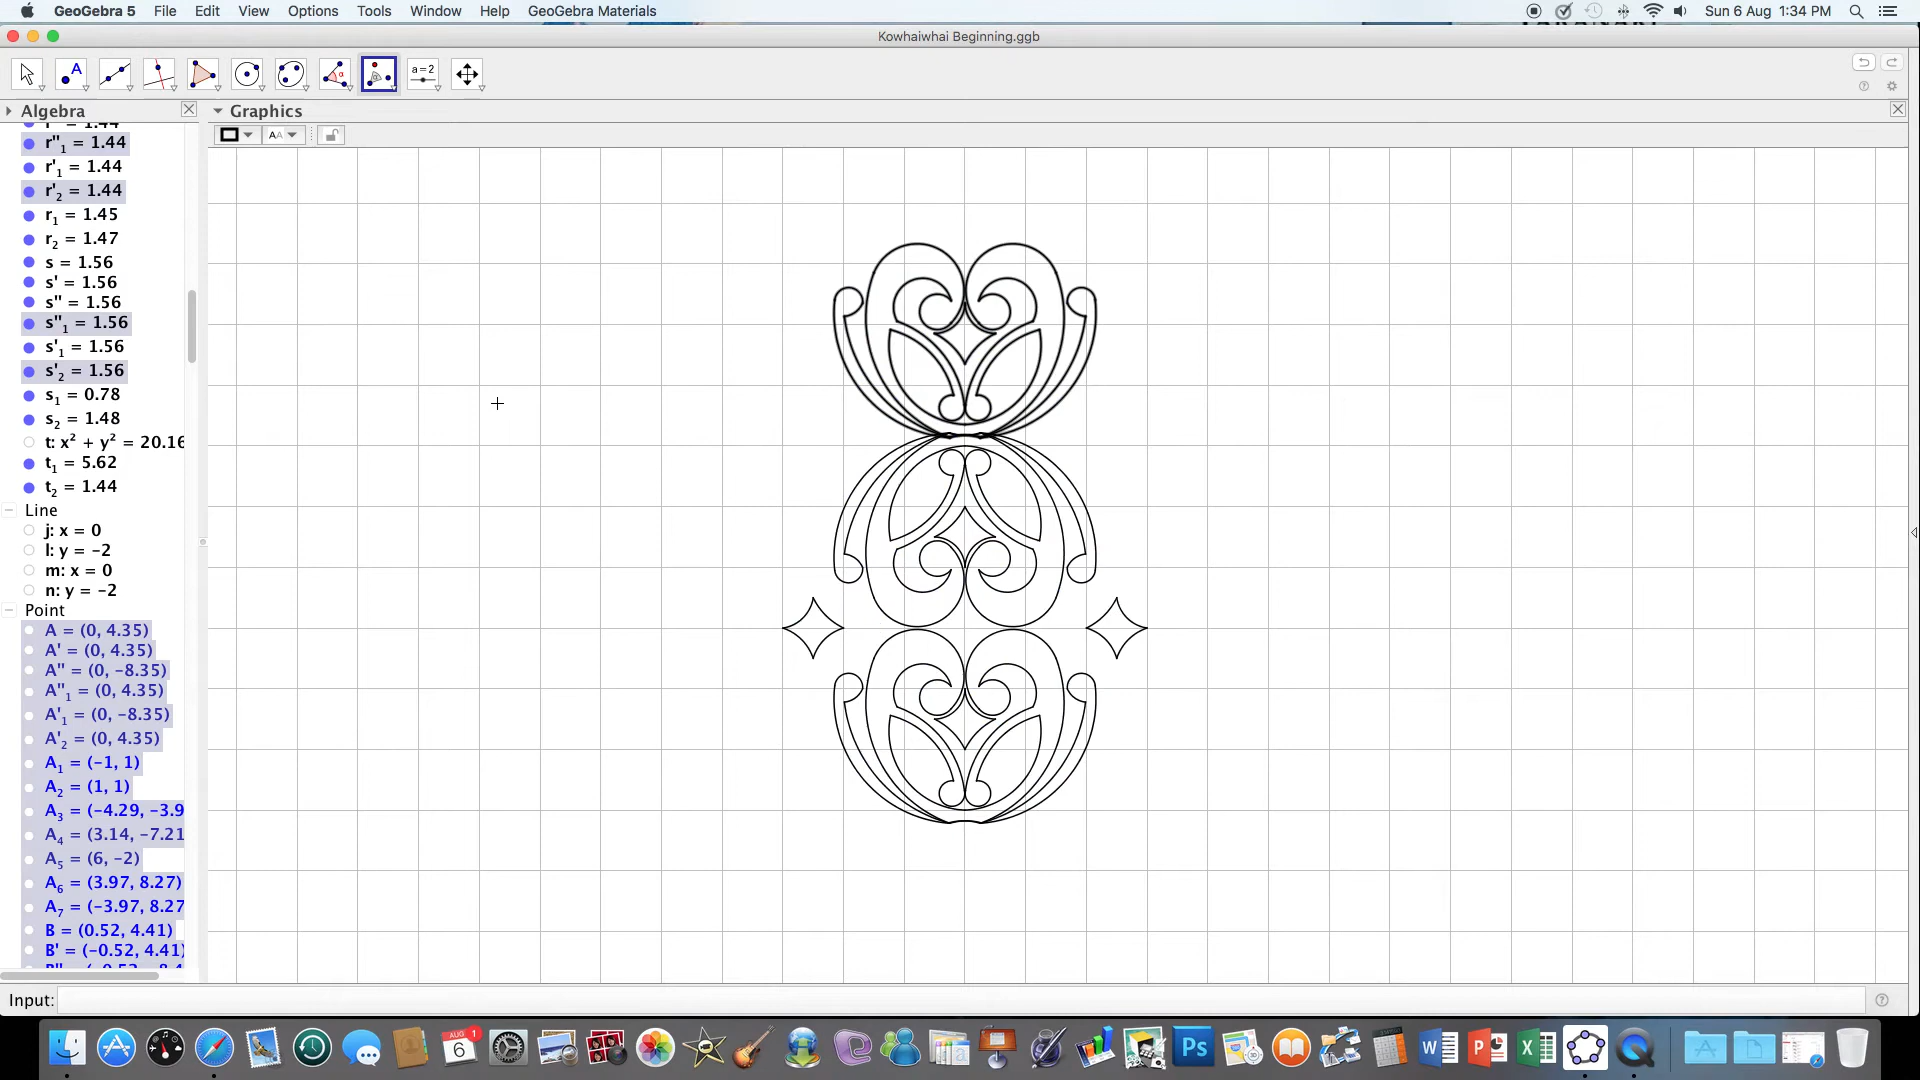 GeoGebra 5 File Edit View Options Tools Window Help GeoGebra Materials Sun 6 Aug 1:34 PM
Kowhaiwhai Beginning.ggb
A α a=2
Algebra Graphics
AA
r''₁ = 1.44
r'₁ = 1.44
r'₂ = 1.44
r₁ = 1.45
r₂ = 1.47
s = 1.56
s' = 1.56
s'' = 1.56
s''₁ = 1.56
s'₁ = 1.56
s'₂ = 1.56
s₁ = 0.78
s₂ = 1.48
t: x² + y² = 20.16
t₁ = 5.62
t₂ = 1.44
Line
j: x = 0
l: y = −2
m: x = 0
n: y = −2
Point
A = (0, 4.35)
A' = (0, 4.35)
A'' = (0, −8.35)
A''₁ = (0, 4.35)
A'₁ = (0, −8.35)
A'₂ = (0, 4.35)
A₁ = (−1, 1)
A₂ = (1, 1)
A₃ = (−4.29, −3.9
A₄ = (3.14, −7.21
A₅ = (6, −2)
A₆ = (3.97, 8.27)
A₇ = (−3.97, 8.27
B = (0.52, 4.41)
B' = (−0.52, 4.41)
Input:
AUG 1
6
Ps W P X